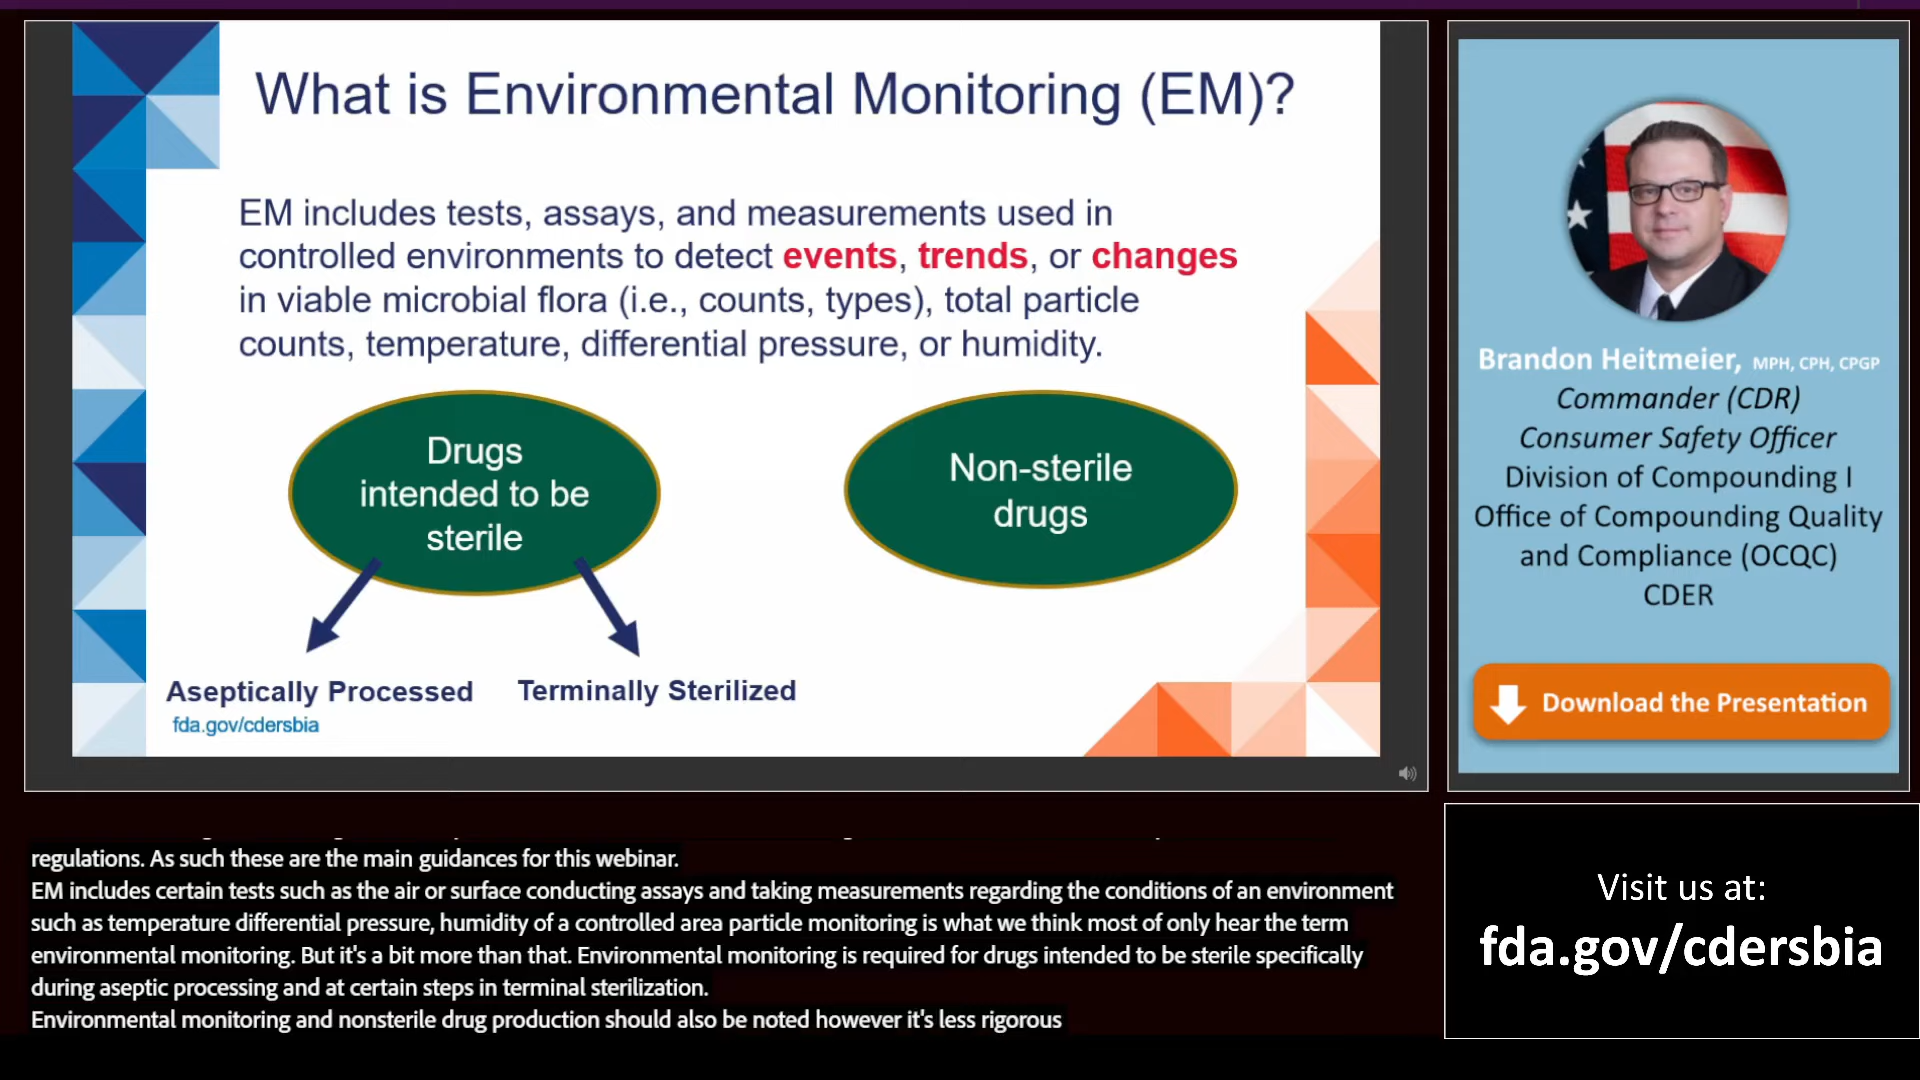 What is Environmental Monitoring (EM)?
EM includes tests, assays, and measurements used in
controlled environments to detect events, trends, or changes
in viable microbial flora (i.e., counts, types), total particle
counts, temperature, differential pressure, or humidity.
Drugs
intended to be
sterile
Non-sterile
drugs
Aseptically Processed
Terminally Sterilized
fda.gov/cdersbia
Brandon Heitmeier, MPH, CPH, CPGP
Commander (CDR)
Consumer Safety Officer
Division of Compounding I
Office of Compounding Quality
and Compliance (OCQC)
CDER
Download the Presentation
regulations. As such these are the main guidances for this webinar.
EM includes certain tests such as the air or surface conducting assays and taking measurements regarding the conditions of an environment
such as temperature differential pressure, humidity of a controlled area particle monitoring is what we think most of only hear the term
environmental monitoring. But it's a bit more than that. Environmental monitoring is required for drugs intended to be sterile specifically
during aseptic processing and at certain steps in terminal sterilization.
Environmental monitoring and nonsterile drug production should also be noted however it's less rigorous
Visit us at:
fda.gov/cdersbia